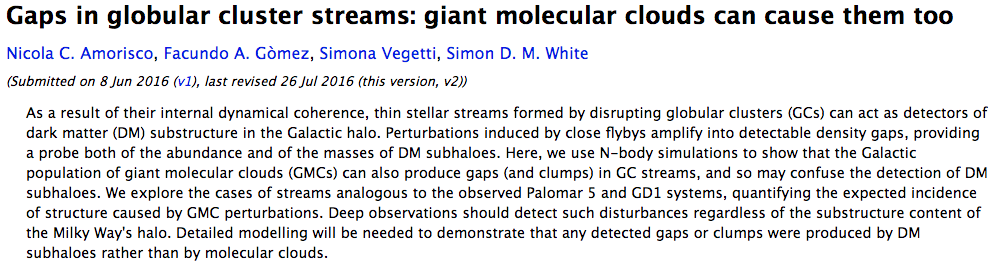 Gaps in globular cluster streams: giant molecular clouds can cause them too
Nicola C. Amorisco, Facundo A. Gòmez, Simona Vegetti, Simon D. M. White
(Submitted on 8 Jun 2016 (v1), last revised 26 Jul 2016 (this version, v2))
As a result of their internal dynamical coherence, thin stellar streams formed by disrupting globular clusters (GCs) can act as detectors of
dark matter (DM) substructure in the Galactic halo. Perturbations induced by close flybys amplify into detectable density gaps, providing
a probe both of the abundance and of the masses of DM subhaloes. Here, we use N-body simulations to show that the Galactic
population of giant molecular clouds (GMCs) can also produce gaps (and clumps) in GC streams, and so may confuse the detection of DM
subhaloes. We explore the cases of streams analogous to the observed Palomar 5 and GD1 systems, quantifying the expected incidence
of structure caused by GMC perturbations. Deep observations should detect such disturbances regardless of the substructure content of
the Milky Way's halo. Detailed modelling will be needed to demonstrate that any detected gaps or clumps were produced by DM
subhaloes rather than by molecular clouds.